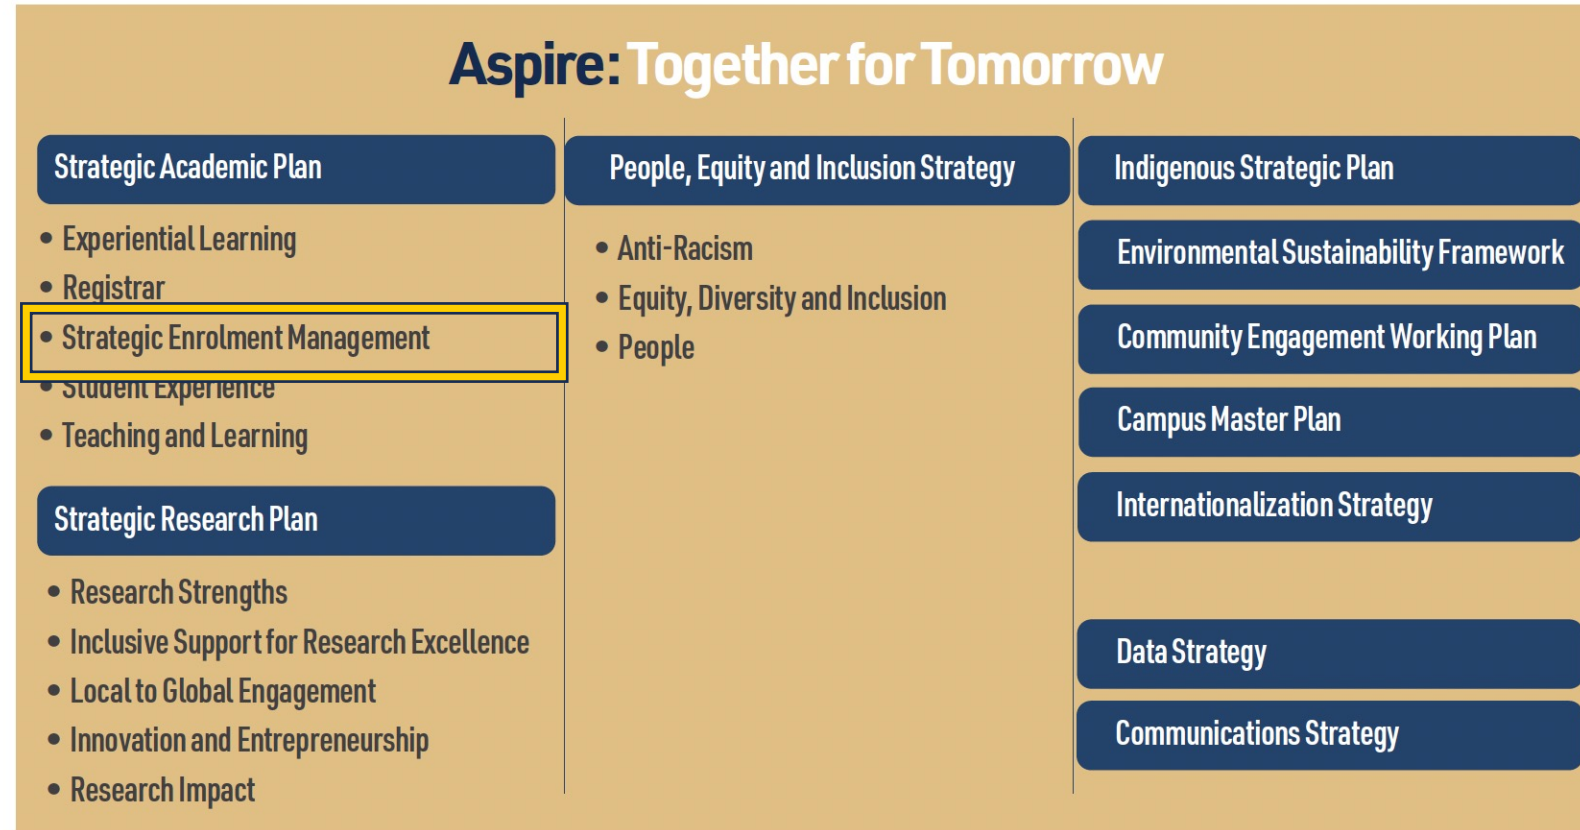 Aspire: Together for Tomorrow
Strategic Academic Plan
• Experiential Learning
• Registrar
• Strategic Enrolment Management
• Student Experience
• Teaching and Learning
Strategic Research Plan
• Research Strengths
• Inclusive Support for Research Excellence
• Local to Global Engagement
• Innovation and Entrepreneurship
• Research Impact
People, Equity and Inclusion Strategy
• Anti-Racism
• Equity, Diversity and Inclusion
• People
Indigenous Strategic Plan
Environmental Sustainability Framework
Community Engagement Working Plan
Campus Master Plan
Internationalization Strategy
Data Strategy
Communications Strategy